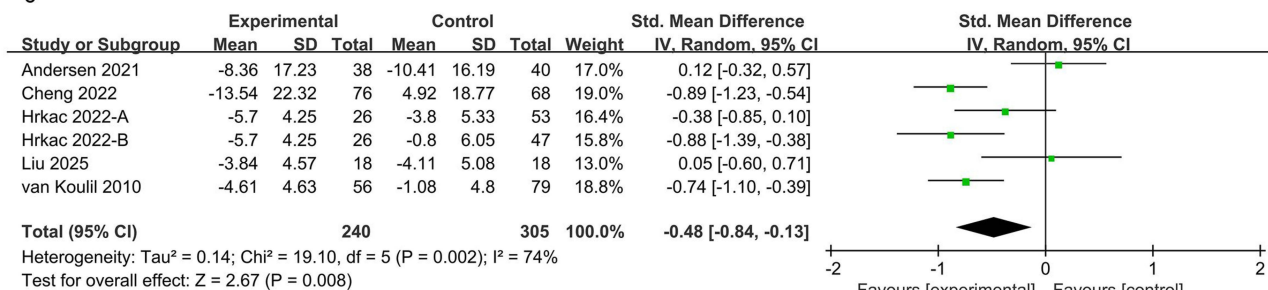 Experimental Control Std. Mean Difference Std. Mean Difference
Study or Subgroup Mean SD Total Mean SD Total Weight IV, Random, 95% CI IV, Random, 95% CI
Andersen 2021 -8.36 17.23 38 -10.41 16.19 40 17.0% 0.12 [-0.32, 0.57]
Cheng 2022 -13.54 22.32 76 4.92 18.77 68 19.0% -0.89 [-1.23, -0.54]
Hrkac 2022-A -5.7 4.25 26 -3.8 5.33 53 16.4% -0.38 [-0.85, 0.10]
Hrkac 2022-B -5.7 4.25 26 -0.8 6.05 47 15.8% -0.88 [-1.39, -0.38]
Liu 2025 -3.84 4.57 18 -4.11 5.08 18 13.0% 0.05 [-0.60, 0.71]
van Koulil 2010 -4.61 4.63 56 -1.08 4.8 79 18.8% -0.74 [-1.10, -0.39]
Total (95% CI) 240 305 100.0% -0.48 [-0.84, -0.13]
Heterogeneity: Tau² = 0.14; Chi² = 19.10, df = 5 (P = 0.002); I² = 74%
Test for overall effect: Z = 2.67 (P = 0.008)
-2 -1 0 1 2
Favours [experimental] Favours [control]